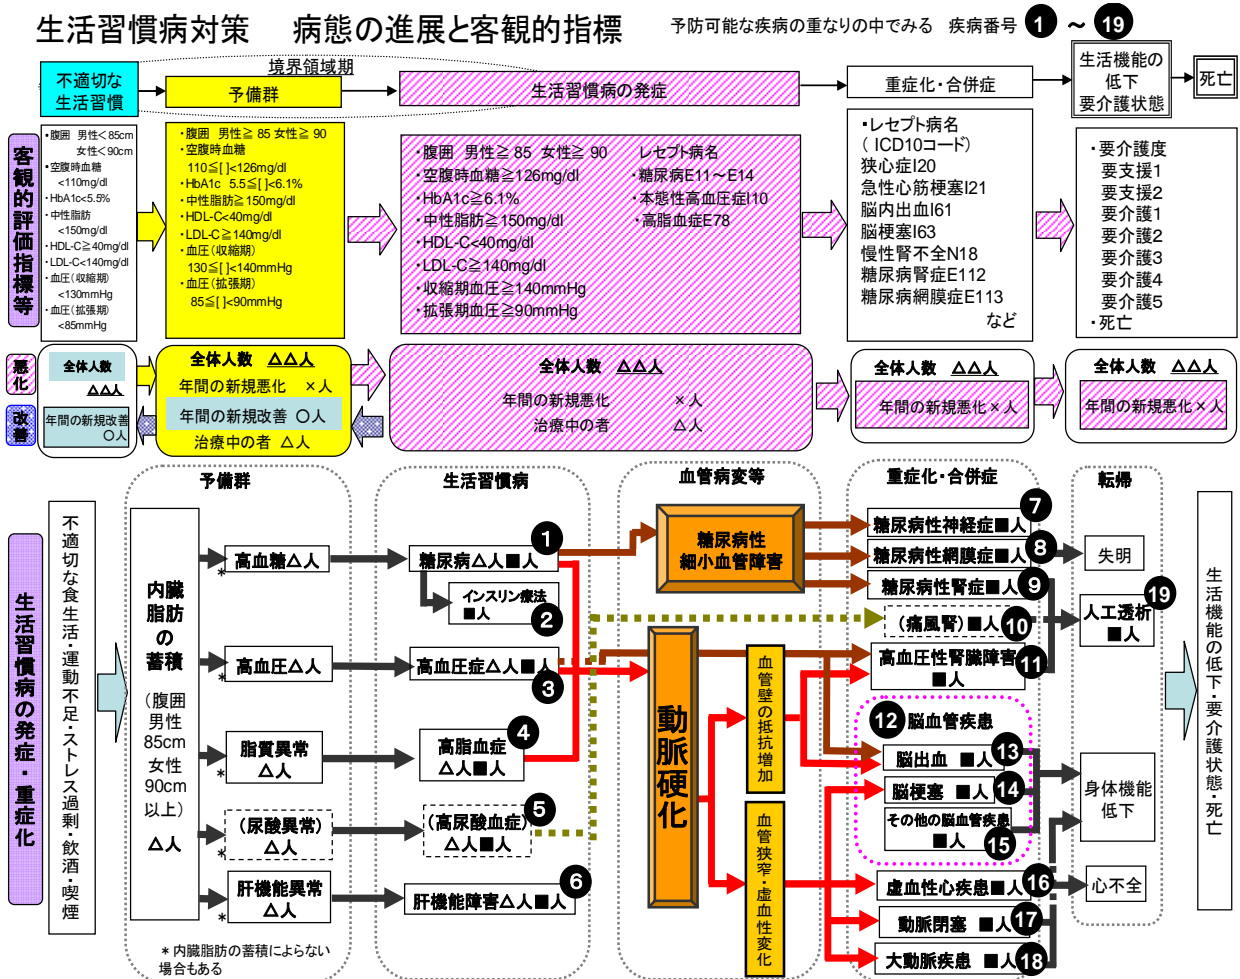 生活習慣病対策　病態の進展と客観的指標
予防可能な疾病の重なりの中でみる　疾病番号 1 ～ 19
不適切な
生活習慣
境界領域期
予備群
生活習慣病の発症
重症化・合併症
生活機能の
低下
要介護状態
死亡
客観的評価指標等
・腹囲　男性＜85cm
女性＜90cm
・空腹時血糖
<110mg/dl
・HbA1c<5.5%
・中性脂肪
<150mg/dl
・HDL-C≧40mg/dl
・LDL-C<140mg/dl
・血圧（収縮期）
<130mmHg
・血圧（拡張期）
<85mmHg
・腹囲　男性≧85 女性≧90
・空腹時血糖
110≦[ ]<126mg/dl
・HbA1c 5.5≦[ ]<6.1%
・中性脂肪≧150mg/dl
・HDL-C<40mg/dl
・LDL-C≧140mg/dl
・血圧（収縮期）
130≦[ ]<140mmHg
・血圧（拡張期）
85≦[ ]<90mmHg
・腹囲　男性≧85　女性≧90
・空腹時血糖≧126mg/dl
・HbA1c≧6.1%
・中性脂肪≧150mg/dl
・HDL-C<40mg/dl
・LDL-C≧140mg/dl
・収縮期血圧≧140mmHg
・拡張期血圧≧90mmHg
レセプト病名
・糖尿病E11～E14
・本態性高血圧症I10
・高脂血症E78
・レセプト病名
（ICD10コード）
狭心症I20
急性心筋梗塞I21
脳内出血I61
脳梗塞I63
慢性腎不全N18
糖尿病腎症E112
糖尿病網膜症E113
など
・要介護度
要支援1
要支援2
要介護1
要介護2
要介護3
要介護4
要介護5
・死亡
悪化
改善
全体人数
△△人
年間の新規改善
〇人
全体人数　△△人
年間の新規悪化　×人
年間の新規改善　〇人
治療中の者　△人
全体人数　△△人
年間の新規悪化　×人
治療中の者　△人
全体人数　△△人
年間の新規悪化×人
全体人数　△△人
年間の新規悪化×人
生活習慣病の発症・重症化
不適切な食生活・運動不足・ストレス過剰・飲酒・喫煙
予備群
内臓
脂肪
の
蓄積
（腹囲
男性
85cm
女性
90cm
以上）
△人
高血糖△人
*
高血圧△人
*
脂質異常
△人
*
（尿酸異常）
△人
*
肝機能異常
△人
*
＊内臓脂肪の蓄積によらない
場合もある
生活習慣病
糖尿病△人■人
1
インスリン療法
■人
2
高血圧症△人■人
3
高脂血症
△人■人
4
（高尿酸血症）
△人■人
5
肝機能障害△人■人
6
血管病変等
糖尿病性
細小血管障害
動脈硬化
血管壁の抵抗増加
血管狭窄・虚血性変化
重症化・合併症
糖尿病性神経症■人
7
糖尿病性網膜症■人
8
糖尿病性腎症■人
9
（痛風腎）■人
10
高血圧性腎臓障害
■人
11
12
脳血管疾患
脳出血　■人
13
脳梗塞　■人
14
その他の脳血管疾患
■人
15
虚血性心疾患■人
16
動脈閉塞　■人
17
大動脈疾患　■人
18
転帰
失明
人工透析
■人
19
身体機能
低下
心不全
生活機能の低下・要介護状態・死亡